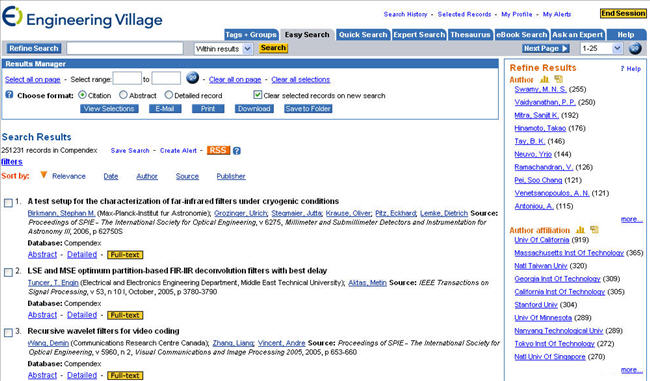 Engineering Village
Search History - Selected Records - My Profile - My Alerts
End Session
Tags + Groups Easy Search Quick Search Expert Search Thesaurus eBook Search Ask an Expert Help
Refine Search Within results Search Next Page 1-25 GO
Results Manager
Select all on page - Select range: to GO - Clear all on page - Clear all selections
? Choose format: Citation Abstract Detailed record Clear selected records on new search
View Selections E-Mail Print Download Save to Folder
Search Results
251231 records in Compendex Save Search - Create Alert - RSS ?
filters
Sort by: Relevance Date Author Source Publisher
1. A test setup for the characterization of far-infrared filters under cryogenic conditions
Birkmann, Stephan M. (Max-Planck-Institut fur Astronomie); Grozinger, Ulrich; Stegmaier, Jutta; Krause, Oliver; Pitz, Eckhard; Lemke, Dietrich Source:
Proceedings of SPIE - The International Society for Optical Engineering, v 6275, Millimeter and Submillimeter Detectors and Instrumentation for
Astronomy III, 2006, p 62750S
Database: Compendex
Abstract - Detailed - Full-text
2. LSE and MSE optimum partition-based FIR-IIR deconvolution filters with best delay
Tuncer, T. Engin (Electrical and Electronics Engineering Department, Middle East Technical University); Aktas, Metin Source: IEEE Transactions on
Signal Processing, v 53, n 10 I, October, 2005, p 3780-3790
Database: Compendex
Abstract - Detailed - Full-text
3. Recursive wavelet filters for video coding
Wang, Demin (Communications Research Centre Canada); Zhang, Liang; Vincent, Andre Source: Proceedings of SPIE - The International Society for
Optical Engineering, v 5960, n 2, Visual Communications and Image Processing 2005, 2005, p 653-660
Database: Compendex
Abstract - Detailed - Full-text
Refine Results ? Help
Author
Swamy, M. N. S. (255)
Vaidyanathan, P. P. (250)
Mitra, Sanjit K. (192)
Hinamoto, Takao (176)
Tay, B. K. (146)
Neuvo, Yrjo (144)
Ramachandran, V. (126)
Pei, Soo Chang (121)
Venetsanopoulos, A. N. (121)
Antoniou, A. (115)
more...
Author affiliation
Univ Of California (919)
Massachusetts Inst Of Technology (365)
Natl Taiwan Univ (320)
Georgia Inst Of Technology (309)
California Inst Of Technology (305)
Stanford Univ (304)
Univ Of Minnesota (289)
Nanyang Technological Univ (289)
Tokyo Inst Of Technology (272)
Natl Univ Of Singapore (270)
more...